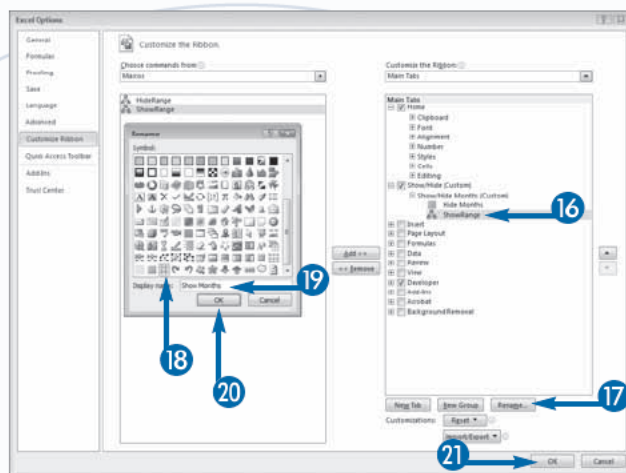 Excel Options
General
Formulas
Proofing
Save
Language
Advanced
Customize Ribbon
Quick Access Toolbar
Add-Ins
Trust Center
Customize the Ribbon.
Choose commands from:
Macros
HideRange
ShowRange
Rename
Symbol:
Display name: Show Months
OK Cancel
18
19
20
Add >>
<< Remove
Customize the Ribbon:
Main Tabs
Main Tabs
Home
Clipboard
Font
Alignment
Number
Styles
Cells
Editing
Show/Hide (Custom)
Show/Hide Months (Custom)
Hide Months
ShowRange
16
Insert
Page Layout
Formulas
Data
Review
View
Developer
Add-Ins
Acrobat
Background Removal
New Tab New Group Rename...
17
Customizations: Reset
Import/Export
21
OK Cancel